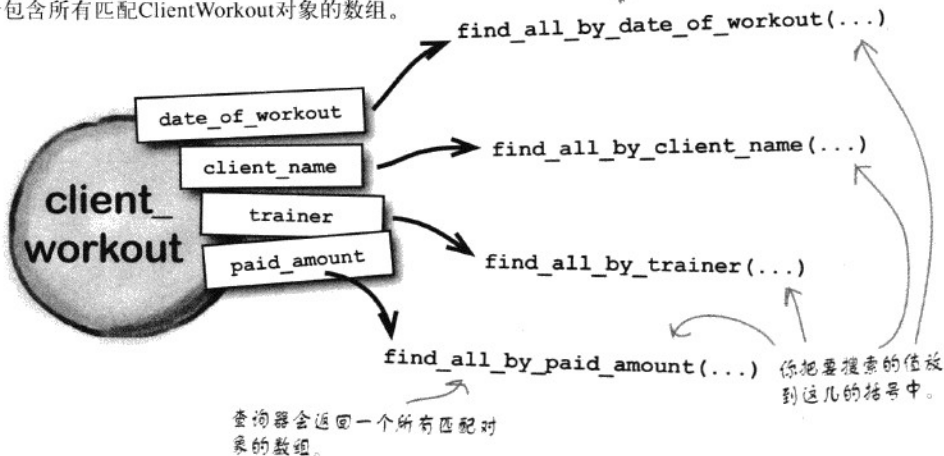 包含所有匹配ClientWorkout对象的数组。
find_all_by_date_of_workout(...)
date_of_workout
client_name
find_all_by_client_name(...)
client_
workout
trainer
paid_amount
find_all_by_trainer(...)
find_all_by_paid_amount(...)
你把要搜索的值放
到这儿的括号中。
查询器会返回一个所有匹配对
象的数组。